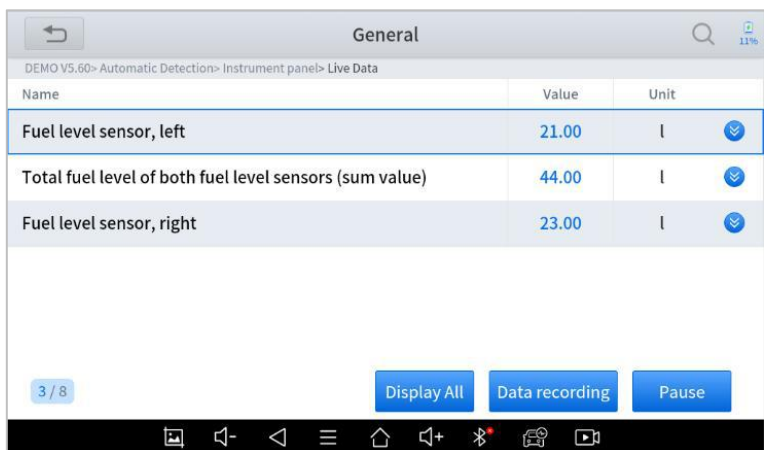 General
11%
DEMO V5.60> Automatic Detection> Instrument panel> Live Data
Name Value Unit
Fuel level sensor, left 21.00 l
Total fuel level of both fuel level sensors (sum value) 44.00 l
Fuel level sensor, right 23.00 l
3 / 8 Display All Data recording Pause